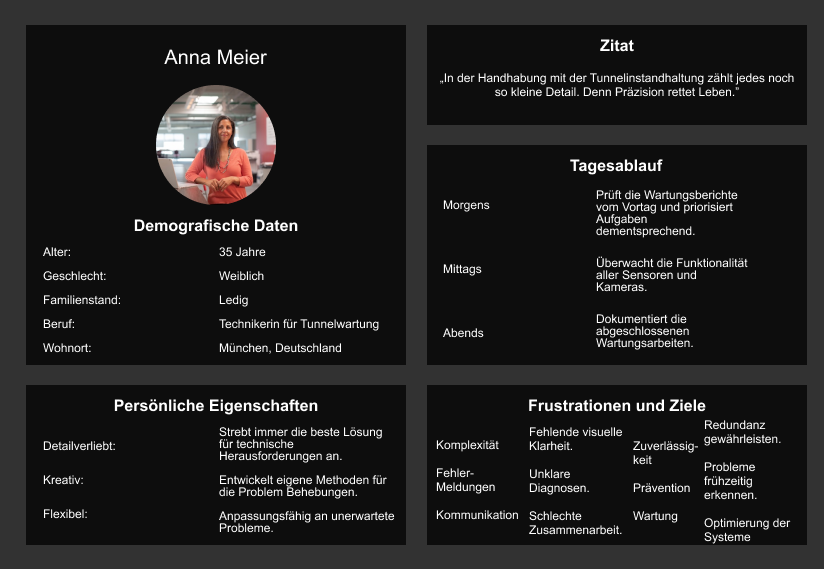 Anna Meier
Demografische Daten
Alter: 35 Jahre
Geschlecht: Weiblich
Familienstand: Ledig
Beruf: Technikerin für Tunnelwartung
Wohnort: München, Deutschland
Zitat
„In der Handhabung mit der Tunnelinstandhaltung zählt jedes noch
so kleine Detail. Denn Präzision rettet Leben.”
Tagesablauf
Morgens
Prüft die Wartungsberichte
vom Vortag und priorisiert
Aufgaben
dementsprechend.
Mittags
Überwacht die Funktionalität
aller Sensoren und
Kameras.
Abends
Dokumentiert die
abgeschlossenen
Wartungsarbeiten.
Persönliche Eigenschaften
Detailverliebt:
Strebt immer die beste Lösung
für technische
Herausforderungen an.
Kreativ:
Entwickelt eigene Methoden für
die Problem Behebungen.
Flexibel:
Anpassungsfähig an unerwartete
Probleme.
Frustrationen und Ziele
Komplexität
Fehlende visuelle
Klarheit.
Fehler-
Meldungen
Unklare
Diagnosen.
Kommunikation
Schlechte
Zusammenarbeit.
Zuverlässig-
keit
Redundanz
gewährleisten.
Prävention
Probleme
frühzeitig
erkennen.
Wartung
Optimierung der
Systeme